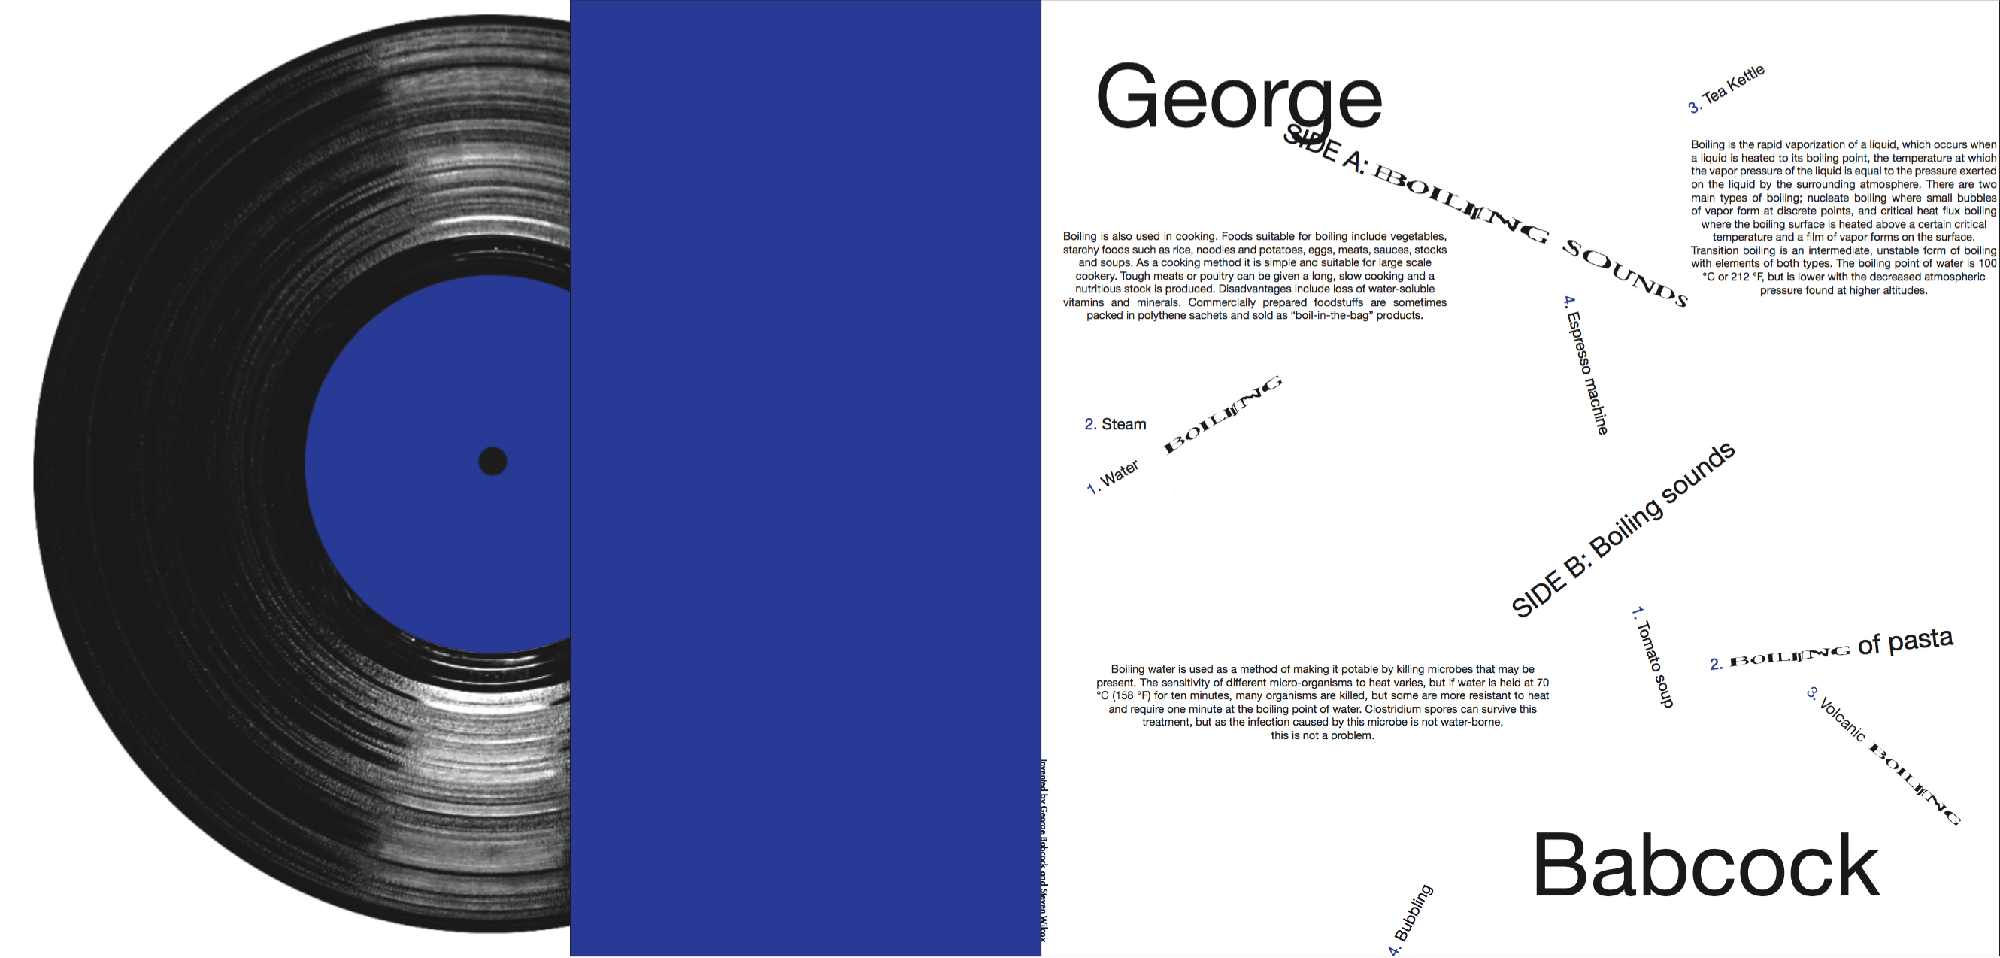 George
SIDE A: BOILING SOUNDS
3. Tea Kettle
Boiling is the rapid vaporization of a liquid, which occurs when
a liquid is heated to its boiling point, the temperature at which
the vapor pressure of the liquid is equal to the pressure exerted
on the liquid by the surrounding atmosphere. There are two
main types of boiling; nucleate boiling where small bubbles
of vapor form at discrete points, and critical heat flux boiling
where the boiling surface is heated above a certain critical
temperature and a film of vapor forms on the surface.
Transition boiling is an intermediate, unstable form of boiling
with elements of both types. The boiling point of water is 100
°C or 212 °F, but is lower with the decreased atmospheric
pressure found at higher altitudes.
Boiling is also used in cooking. Foods suitable for boiling include vegetables,
starchy foods such as rice, noodles and potatoes, eggs, meats, sauces, stocks
and soups. As a cooking method it is simple and suitable for large scale
cookery. Tough meats or poultry can be given a long, slow cooking and a
nutritious stock is produced. Disadvantages include loss of water-soluble
vitamins and minerals. Commercially prepared foodstuffs are sometimes
packed in polythene sachets and sold as "boil-in-the-bag" products.
4. Espresso machine
2. Steam
1. Water
BOILING
SIDE B: Boiling sounds
1. Tomato soup
2. BOILING of pasta
3. Volcanic BOILING
Boiling water is used as a method of making it potable by killing microbes that may be
present. The sensitivity of different micro-organisms to heat varies, but if water is held at 70
°C (158 °F) for ten minutes, many organisms are killed, but some are more resistant to heat
and require one minute at the boiling point of water. Clostridium spores can survive this
treatment, but as the infection caused by this microbe is not water-borne,
this is not a problem.
by George Babcock and Steven Wilcox
Babcock
4. Bubbling